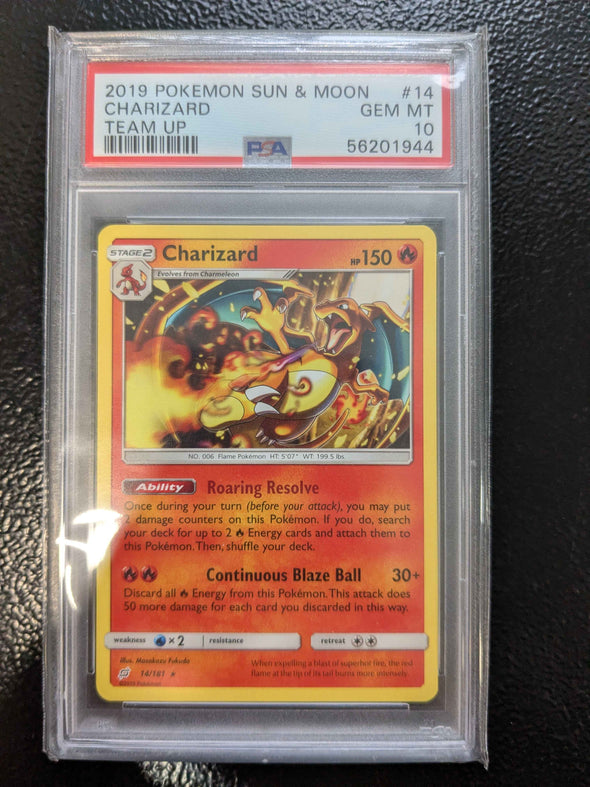 2019 POKEMON SUN & MOON #14
CHARIZARD GEM MT
TEAM UP 10
PSA 56201944
STAGE 2 Charizard HP 150
Evolves from Charmeleon
NO. 006 Flame Pokémon HT: 5'07" WT: 199.5 lbs.
Ability Roaring Resolve
Once during your turn (before your attack), you may put
2 damage counters on this Pokémon. If you do, search
your deck for up to 2 Energy cards and attach them to
this Pokémon. Then, shuffle your deck.
Continuous Blaze Ball 30+
Discard all Energy from this Pokémon. This attack does
50 more damage for each card you discarded in this way.
weakness ×2 resistance retreat
Illus. Masakazu Fukuda
14/181 ★
©2019 Pokémon
When expelling a blast of superhot fire, the red
flame at the tip of its tail burns more intensely.